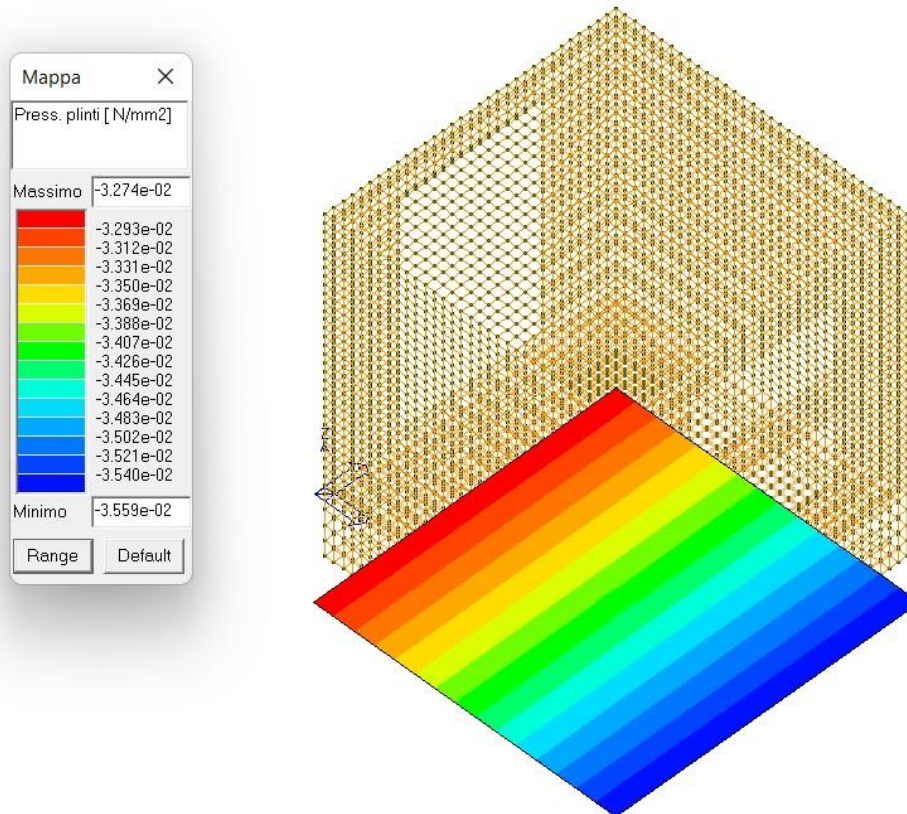 Mappa
Press. plinti [ N/mm2]
Massimo -3.274e-02
-3.293e-02
-3.312e-02
-3.331e-02
-3.350e-02
-3.369e-02
-3.388e-02
-3.407e-02
-3.426e-02
-3.445e-02
-3.464e-02
-3.483e-02
-3.502e-02
-3.521e-02
-3.540e-02
Minimo -3.559e-02
Range Default